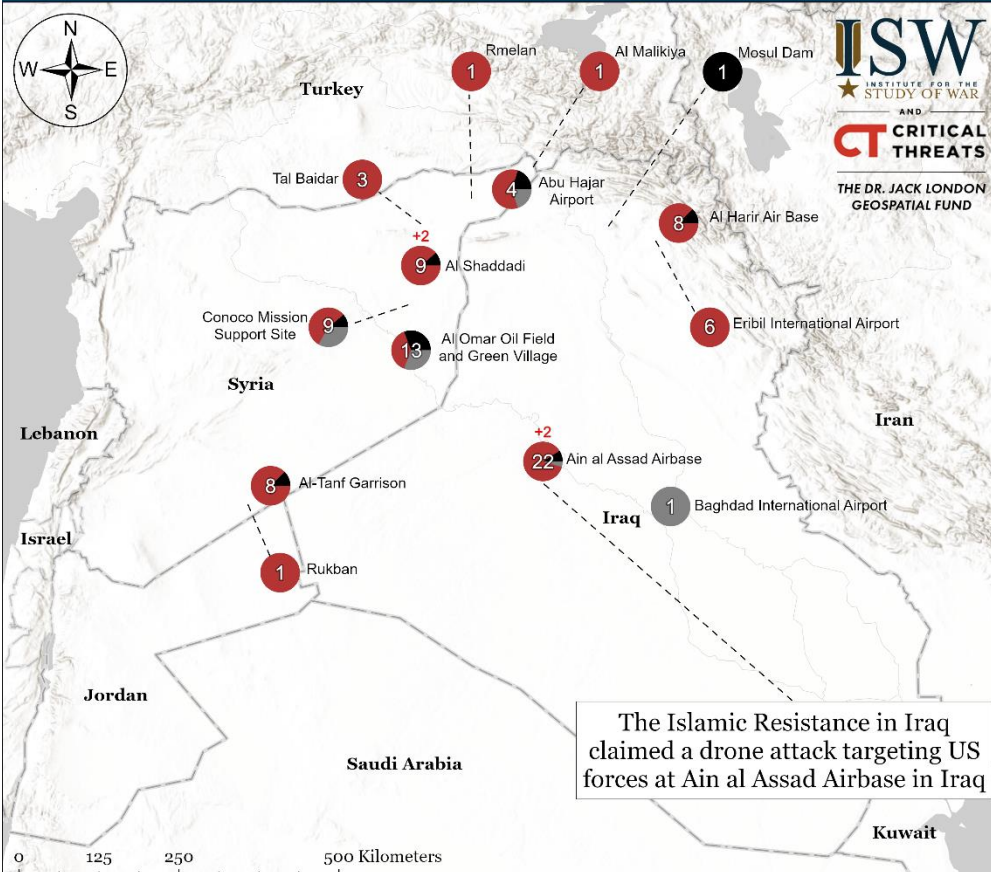 N
W
E
S
Rmelan
1
Al Malikiya
1
Mosul Dam
1
ISW
INSTITUTE FOR THE
STUDY OF WAR
AND
CT CRITICAL
THREATS
THE DR. JACK LONDON
GEOSPATIAL FUND
Turkey
Tal Baidar
3
4
Abu Hajar
Airport
8
Al Harir Air Base
+2
9
Al Shaddadi
Conoco Mission
Support Site
9
13
Al Omar Oil Field
and Green Village
6
Eribil International Airport
Syria
Lebanon
Iran
+2
22
Ain al Assad Airbase
8
Al-Tanf Garrison
1
Baghdad International Airport
Iraq
Israel
1
Rukban
Jordan
Saudi Arabia
The Islamic Resistance in Iraq
claimed a drone attack targeting US
forces at Ain al Assad Airbase in Iraq
Kuwait
0 125 250 500 Kilometers